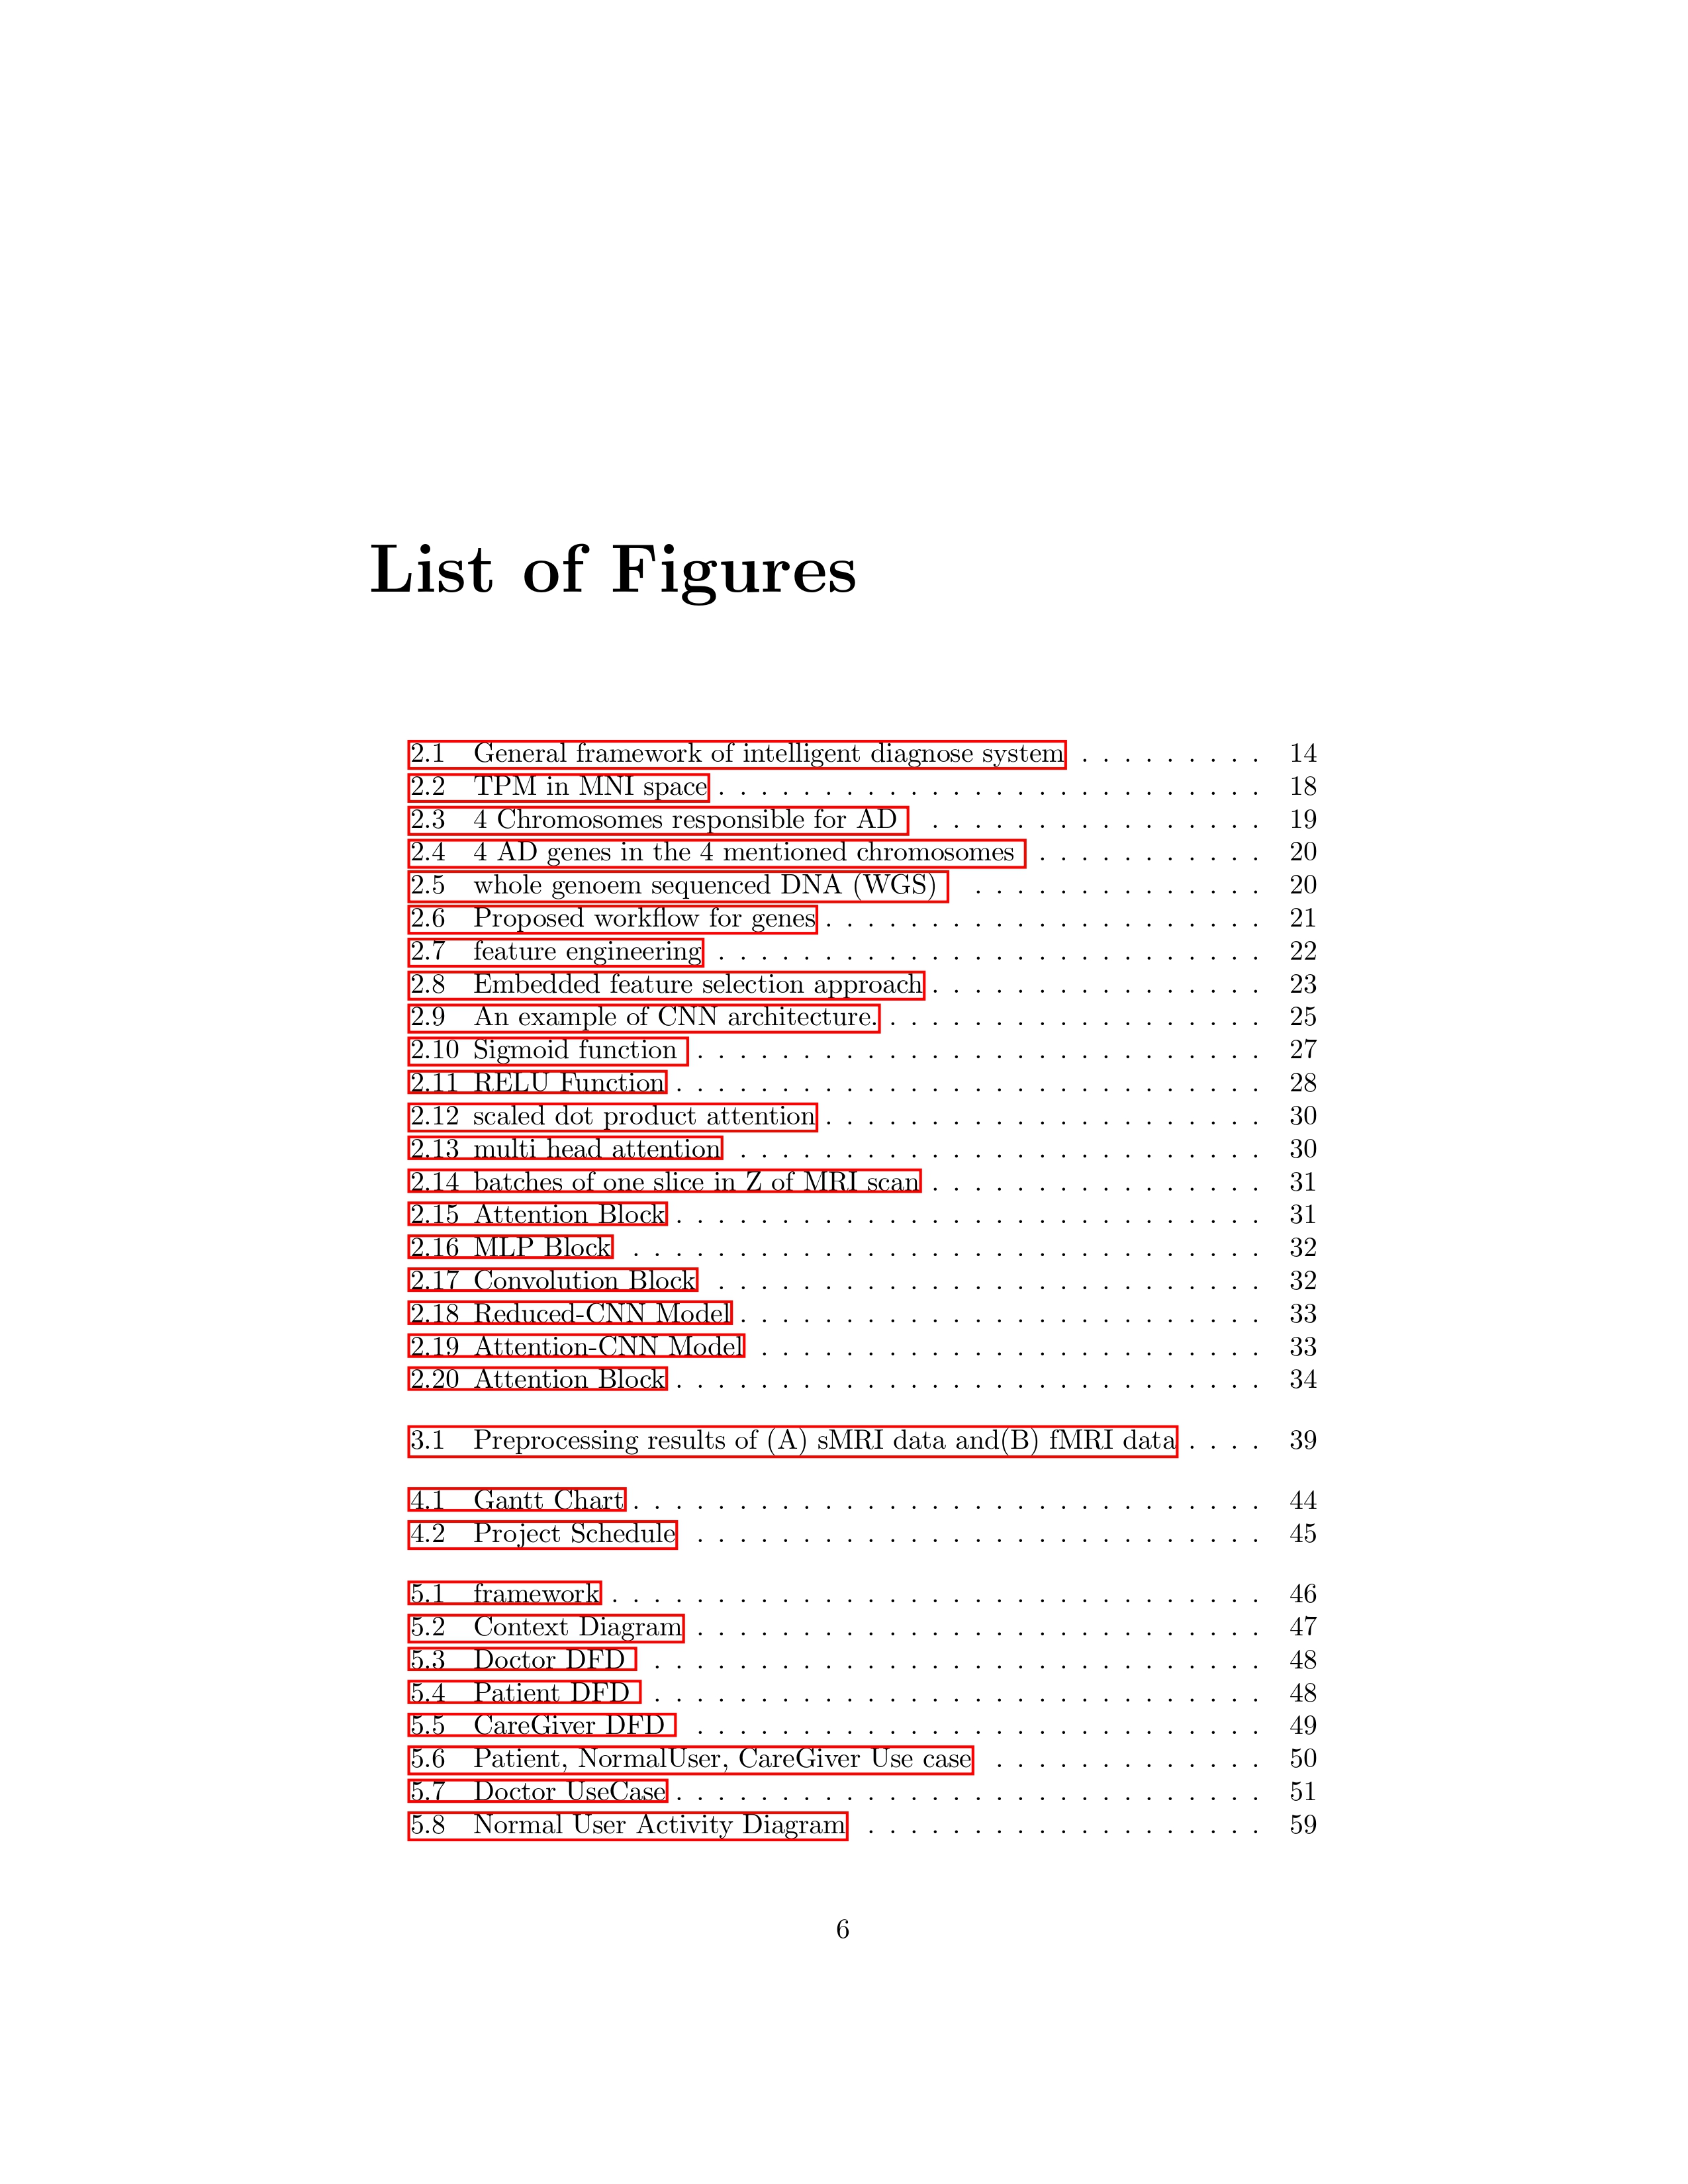 List of Figures
2.1 General framework of intelligent diagnose system . . . . . . . . . 14
2.2 TPM in MNI space . . . . . . . . . . . . . . . . . . . . . . . . . . 18
2.3 4 Chromosomes responsible for AD . . . . . . . . . . . . . . . . 19
2.4 4 AD genes in the 4 mentioned chromosomes . . . . . . . . . . . 20
2.5 whole genoem sequenced DNA (WGS) . . . . . . . . . . . . . . 20
2.6 Proposed workflow for genes . . . . . . . . . . . . . . . . . . . . . 21
2.7 feature engineering . . . . . . . . . . . . . . . . . . . . . . . . . . 22
2.8 Embedded feature selection approach . . . . . . . . . . . . . . . . 23
2.9 An example of CNN architecture. . . . . . . . . . . . . . . . . . . 25
2.10 Sigmoid function . . . . . . . . . . . . . . . . . . . . . . . . . . . 27
2.11 RELU Function . . . . . . . . . . . . . . . . . . . . . . . . . . . . 28
2.12 scaled dot product attention . . . . . . . . . . . . . . . . . . . . . 30
2.13 multi head attention . . . . . . . . . . . . . . . . . . . . . . . . . 30
2.14 batches of one slice in Z of MRI scan . . . . . . . . . . . . . . . . 31
2.15 Attention Block . . . . . . . . . . . . . . . . . . . . . . . . . . . . 31
2.16 MLP Block . . . . . . . . . . . . . . . . . . . . . . . . . . . . . . 32
2.17 Convolution Block . . . . . . . . . . . . . . . . . . . . . . . . . . 32
2.18 Reduced-CNN Model . . . . . . . . . . . . . . . . . . . . . . . . . 33
2.19 Attention-CNN Model . . . . . . . . . . . . . . . . . . . . . . . . 33
2.20 Attention Block . . . . . . . . . . . . . . . . . . . . . . . . . . . . 34
3.1 Preprocessing results of (A) sMRI data and(B) fMRI data . . . . 39
4.1 Gantt Chart . . . . . . . . . . . . . . . . . . . . . . . . . . . . . . 44
4.2 Project Schedule . . . . . . . . . . . . . . . . . . . . . . . . . . . 45
5.1 framework . . . . . . . . . . . . . . . . . . . . . . . . . . . . . . . 46
5.2 Context Diagram . . . . . . . . . . . . . . . . . . . . . . . . . . . 47
5.3 Doctor DFD . . . . . . . . . . . . . . . . . . . . . . . . . . . . . 48
5.4 Patient DFD . . . . . . . . . . . . . . . . . . . . . . . . . . . . . 48
5.5 CareGiver DFD . . . . . . . . . . . . . . . . . . . . . . . . . . . 49
5.6 Patient, NormalUser, CareGiver Use case . . . . . . . . . . . . . 50
5.7 Doctor UseCase . . . . . . . . . . . . . . . . . . . . . . . . . . . . 51
5.8 Normal User Activity Diagram . . . . . . . . . . . . . . . . . . . 59
6